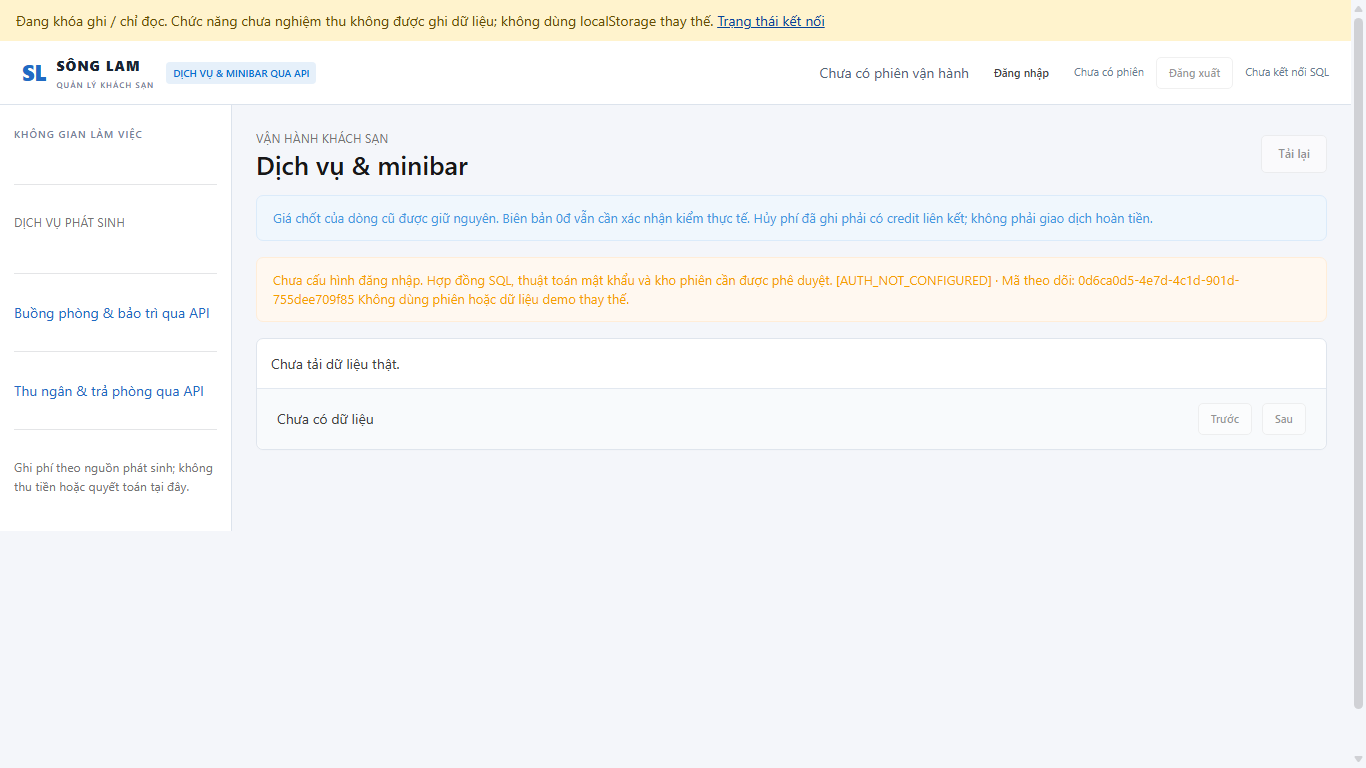 Đang khóa ghi / chỉ đọc. Chức năng chưa nghiệm thu không được ghi dữ liệu; không dùng localStorage thay thế. Trạng thái kết nối
SL
SÔNG LAM
QUẢN LÝ KHÁCH SẠN
DỊCH VỤ & MINIBAR QUA API
Chưa có phiên vận hành
Đăng nhập
Chưa có phiên
Đăng xuất
Chưa kết nối SQL
KHÔNG GIAN LÀM VIỆC
DỊCH VỤ PHÁT SINH
Buồng phòng & bảo trì qua API
Thu ngân & trả phòng qua API
Ghi phí theo nguồn phát sinh; không
thu tiền hoặc quyết toán tại đây.
VẬN HÀNH KHÁCH SẠN
Dịch vụ & minibar
Tải lại
Giá chốt của dòng cũ được giữ nguyên. Biên bản 0đ vẫn cần xác nhận kiểm thực tế. Hủy phí đã ghi phải có credit liên kết; không phải giao dịch hoàn tiền.
Chưa cấu hình đăng nhập. Hợp đồng SQL, thuật toán mật khẩu và kho phiên cần được phê duyệt. [AUTH_NOT_CONFIGURED] · Mã theo dõi: 0d6ca0d5-4e7d-4c1d-901d-
755dee709f85 Không dùng phiên hoặc dữ liệu demo thay thế.
Chưa tải dữ liệu thật.
Chưa có dữ liệu
Trước
Sau